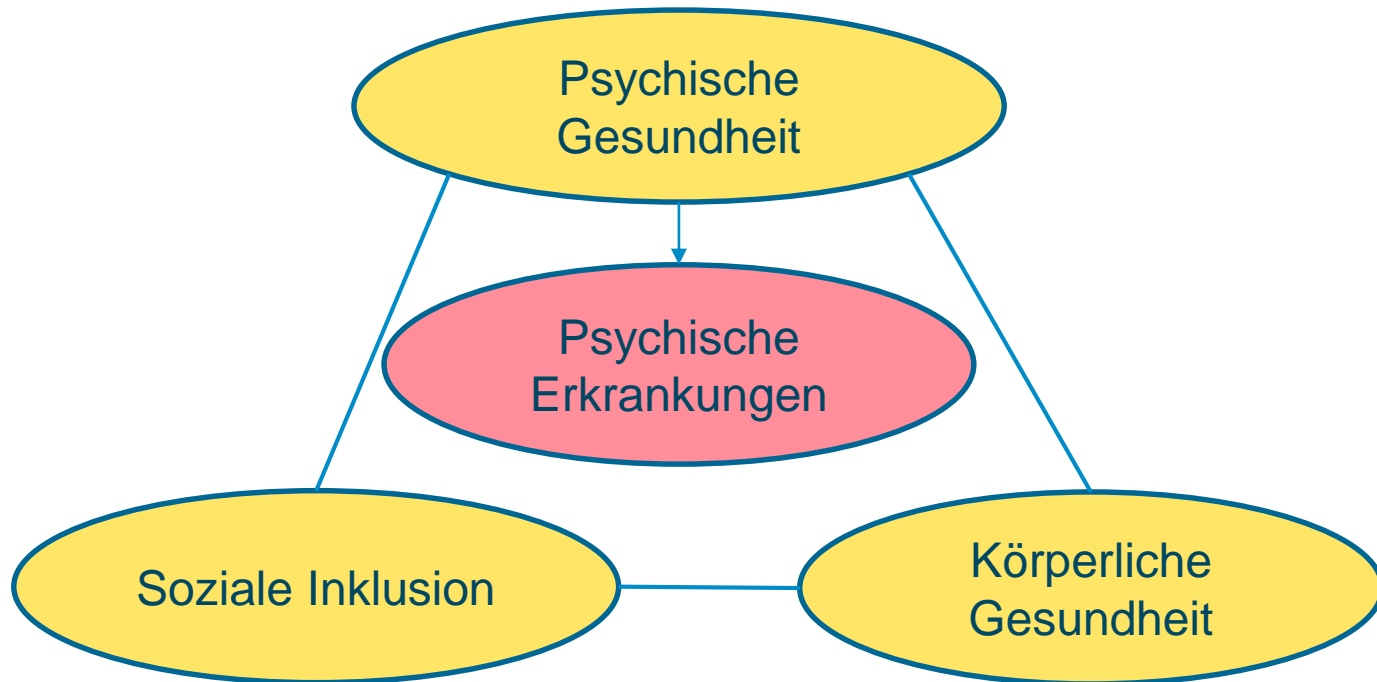 Psychische
Gesundheit
Psychische
Erkrankungen
Soziale Inklusion
Körperliche
Gesundheit